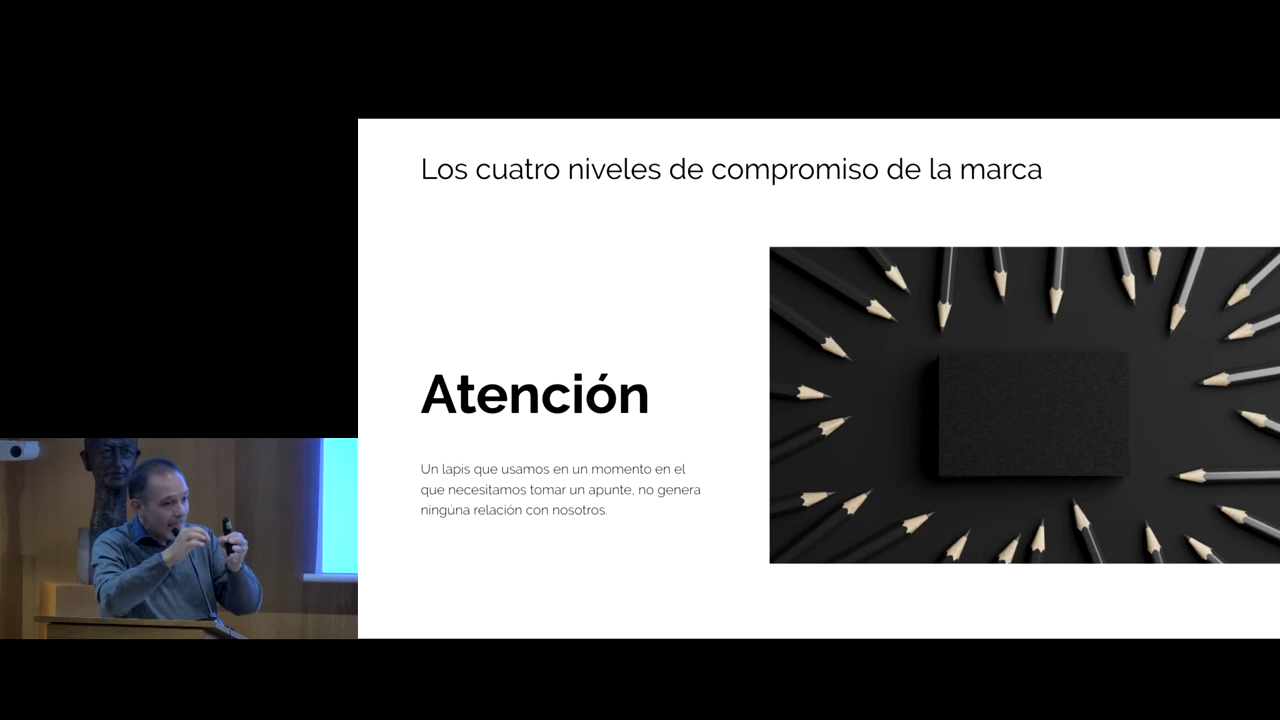 Los cuatro niveles de compromiso de la marca
Atención
Un lapis que usamos en un momento en el
que necesitamos tomar un apunte, no genera
ningúna relación con nosotros.